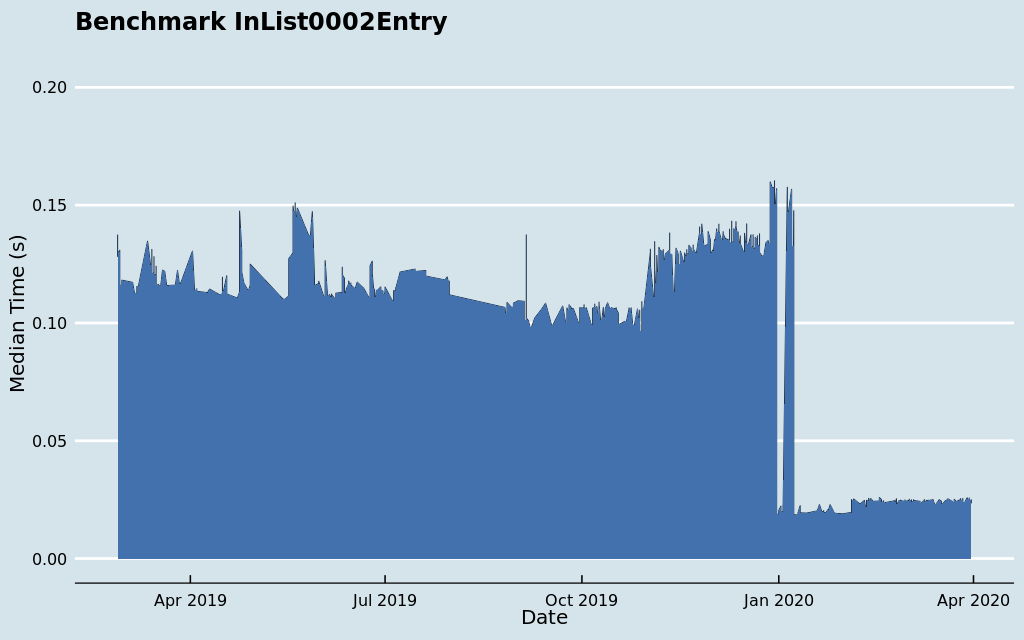 Benchmark InList0002Entry
Median Time (s)
0.20
0.15
0.10
0.05
0.00
Apr 2019
Jul 2019
Oct 2019
Jan 2020
Apr 2020
Date